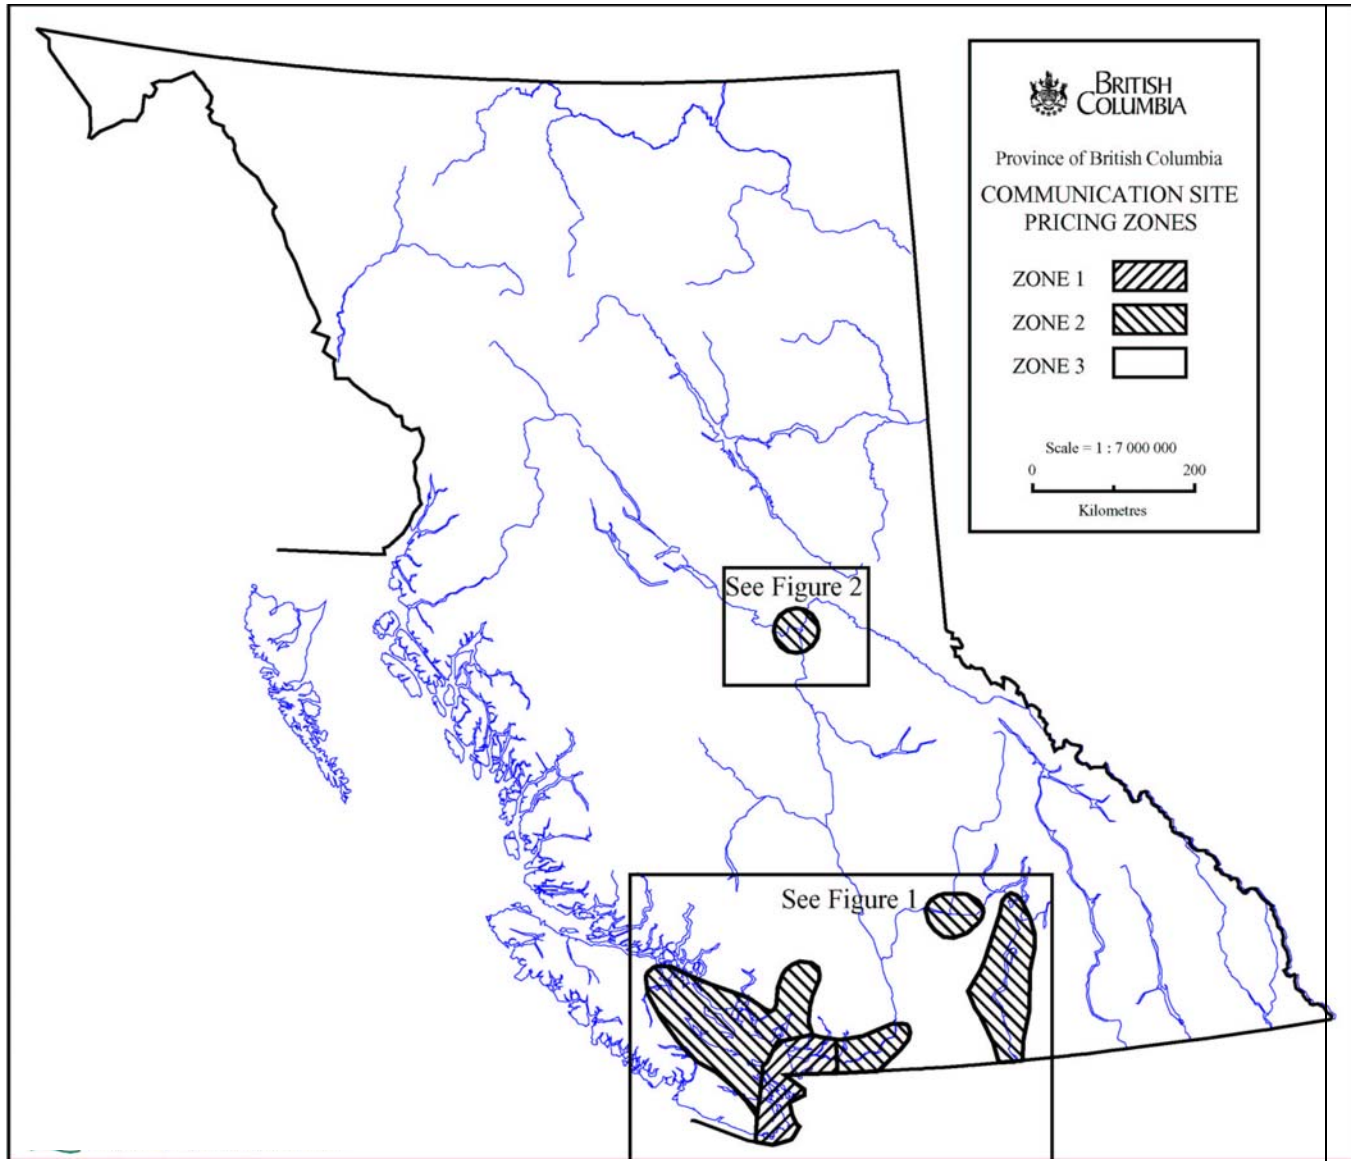 BRITISH
COLUMBIA
Province of British Columbia
COMMUNICATION SITE
PRICING ZONES
ZONE 1
ZONE 2
ZONE 3
Scale = 1 : 7 000 000
0 200
Kilometres
See Figure 2
See Figure 1